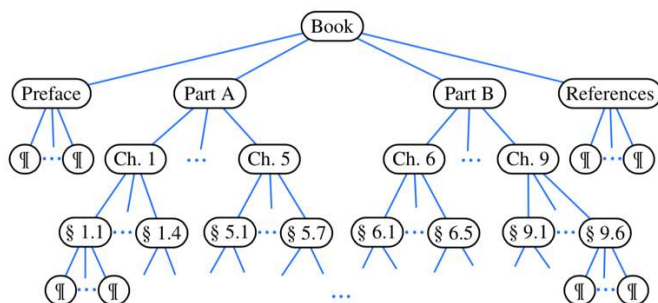 Book
Preface Part A Part B References
¶ ... ¶ Ch. 1 ... Ch. 5 Ch. 6 ... Ch. 9 ¶ ... ¶
§ 1.1 ... § 1.4 § 5.1 ... § 5.7 § 6.1 ... § 6.5 § 9.1 ... § 9.6
¶ ... ¶ ... ¶ ... ¶